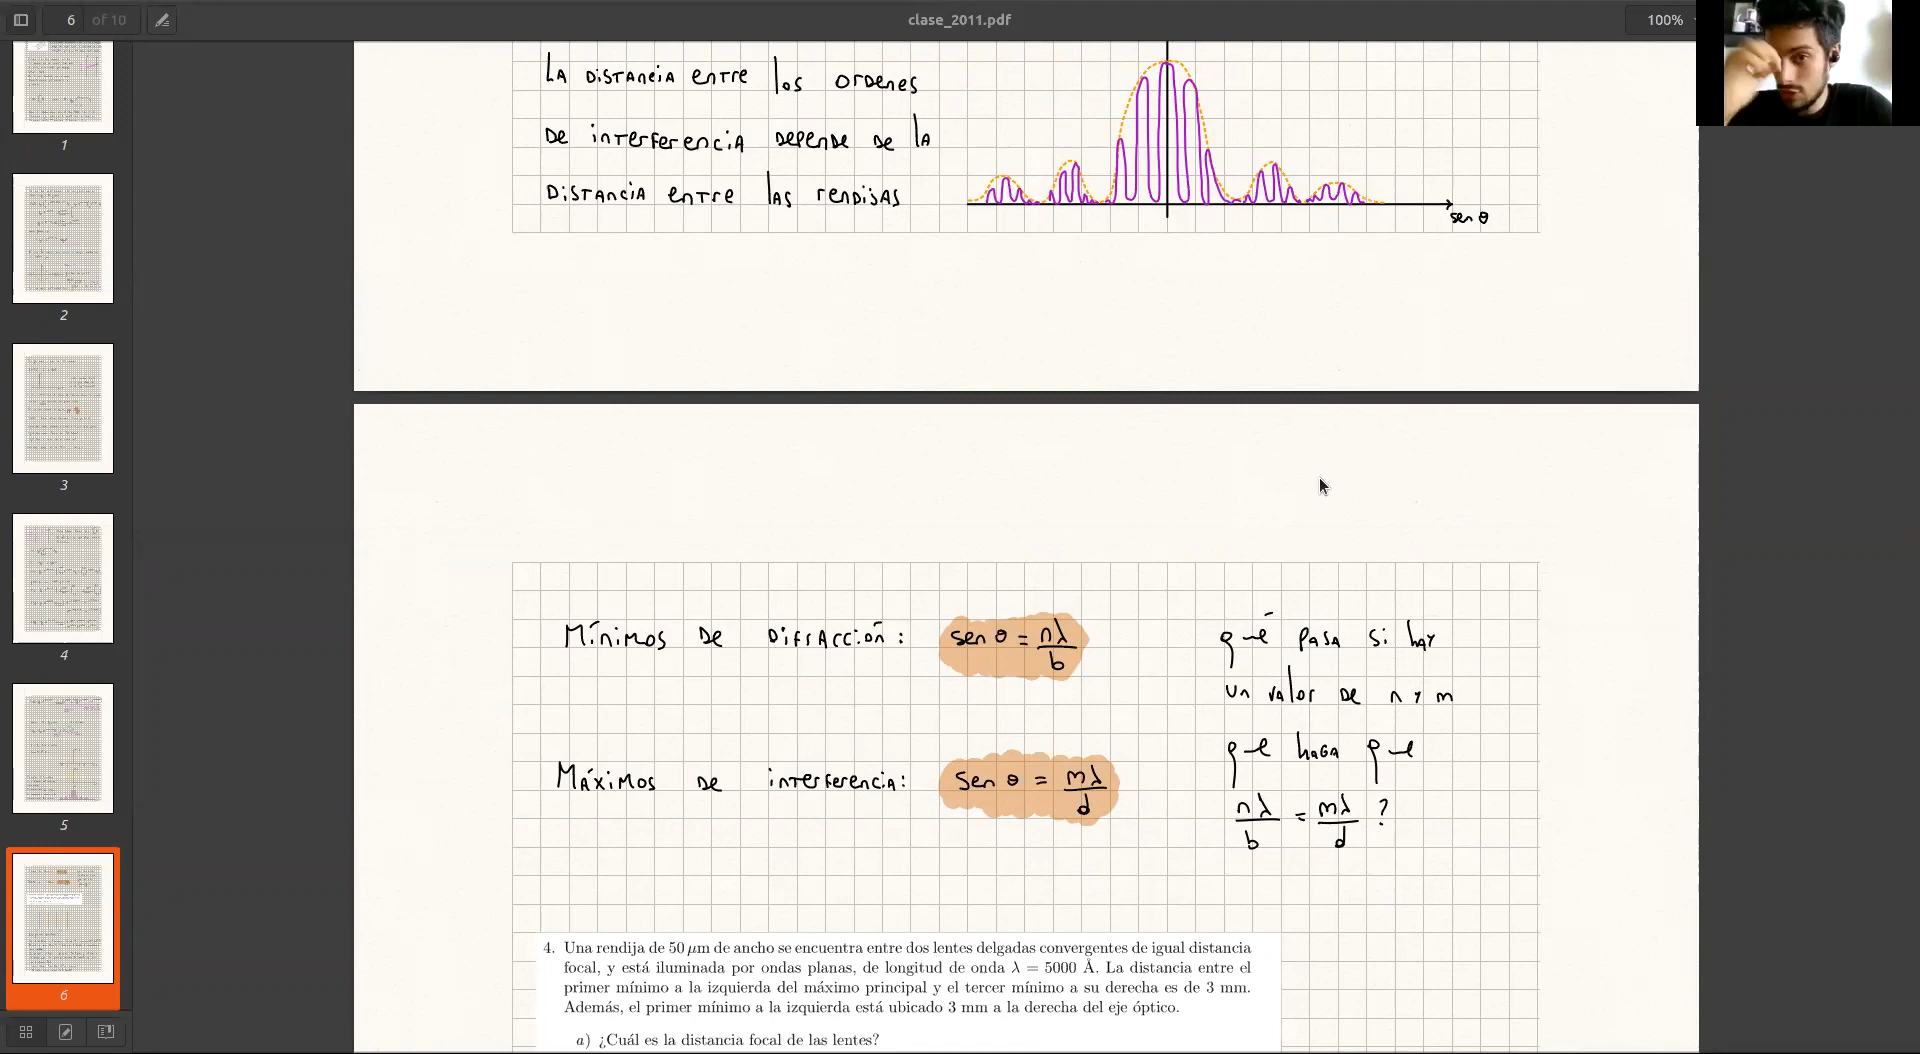 6 of 10
clase_2011.pdf
100%
1
2
3
4
5
6
LA DISTANCIA ENTRE los ORDENES
DE INTERFERENCIA DEPENDE DE LA
DISTANCIA ENTRE LAS RENDIJAS
sen θ
Mínimos DE DIFRACCIÓN: sen θ = nλ/b
MÁXIMOS DE INTERFERENCIA: sen θ = mλ/d
qué PASA si hAY
un valor DE n y m
que haga que
nλ/b = mλ/d ?
4. Una rendija de 50 μm de ancho se encuentra entre dos lentes delgadas convergentes de igual distancia
focal, y está iluminada por ondas planas, de longitud de onda λ = 5000 Å. La distancia entre el
primer mínimo a la izquierda del máximo principal y el tercer mínimo a su derecha es de 3 mm.
Además, el primer mínimo a la izquierda está ubicado 3 mm a la derecha del eje óptico.
a) ¿Cuál es la distancia focal de las lentes?